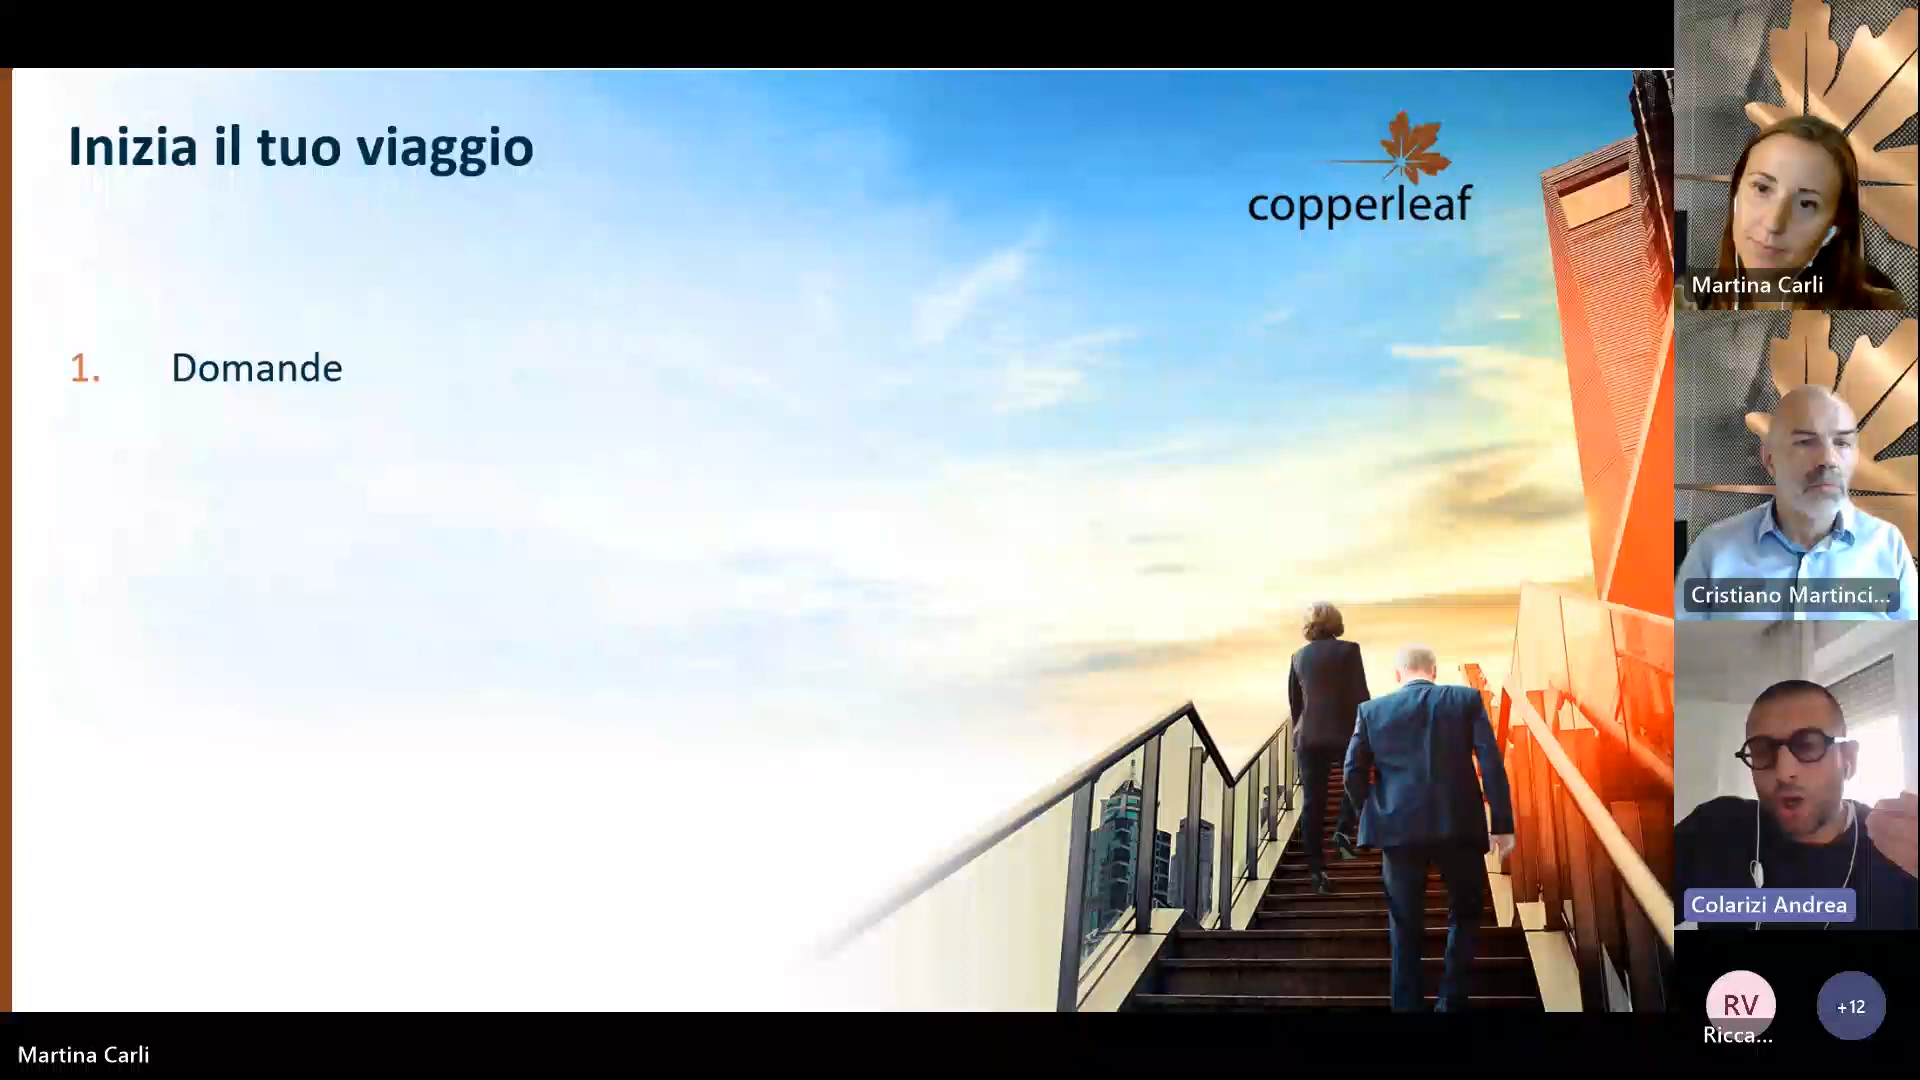 Inizia il tuo viaggio
copperleaf
1. Domande
Martina Carli
Cristiano Martinci...
Colarizi Andrea
RV
+12
Ricca...
Martina Carli